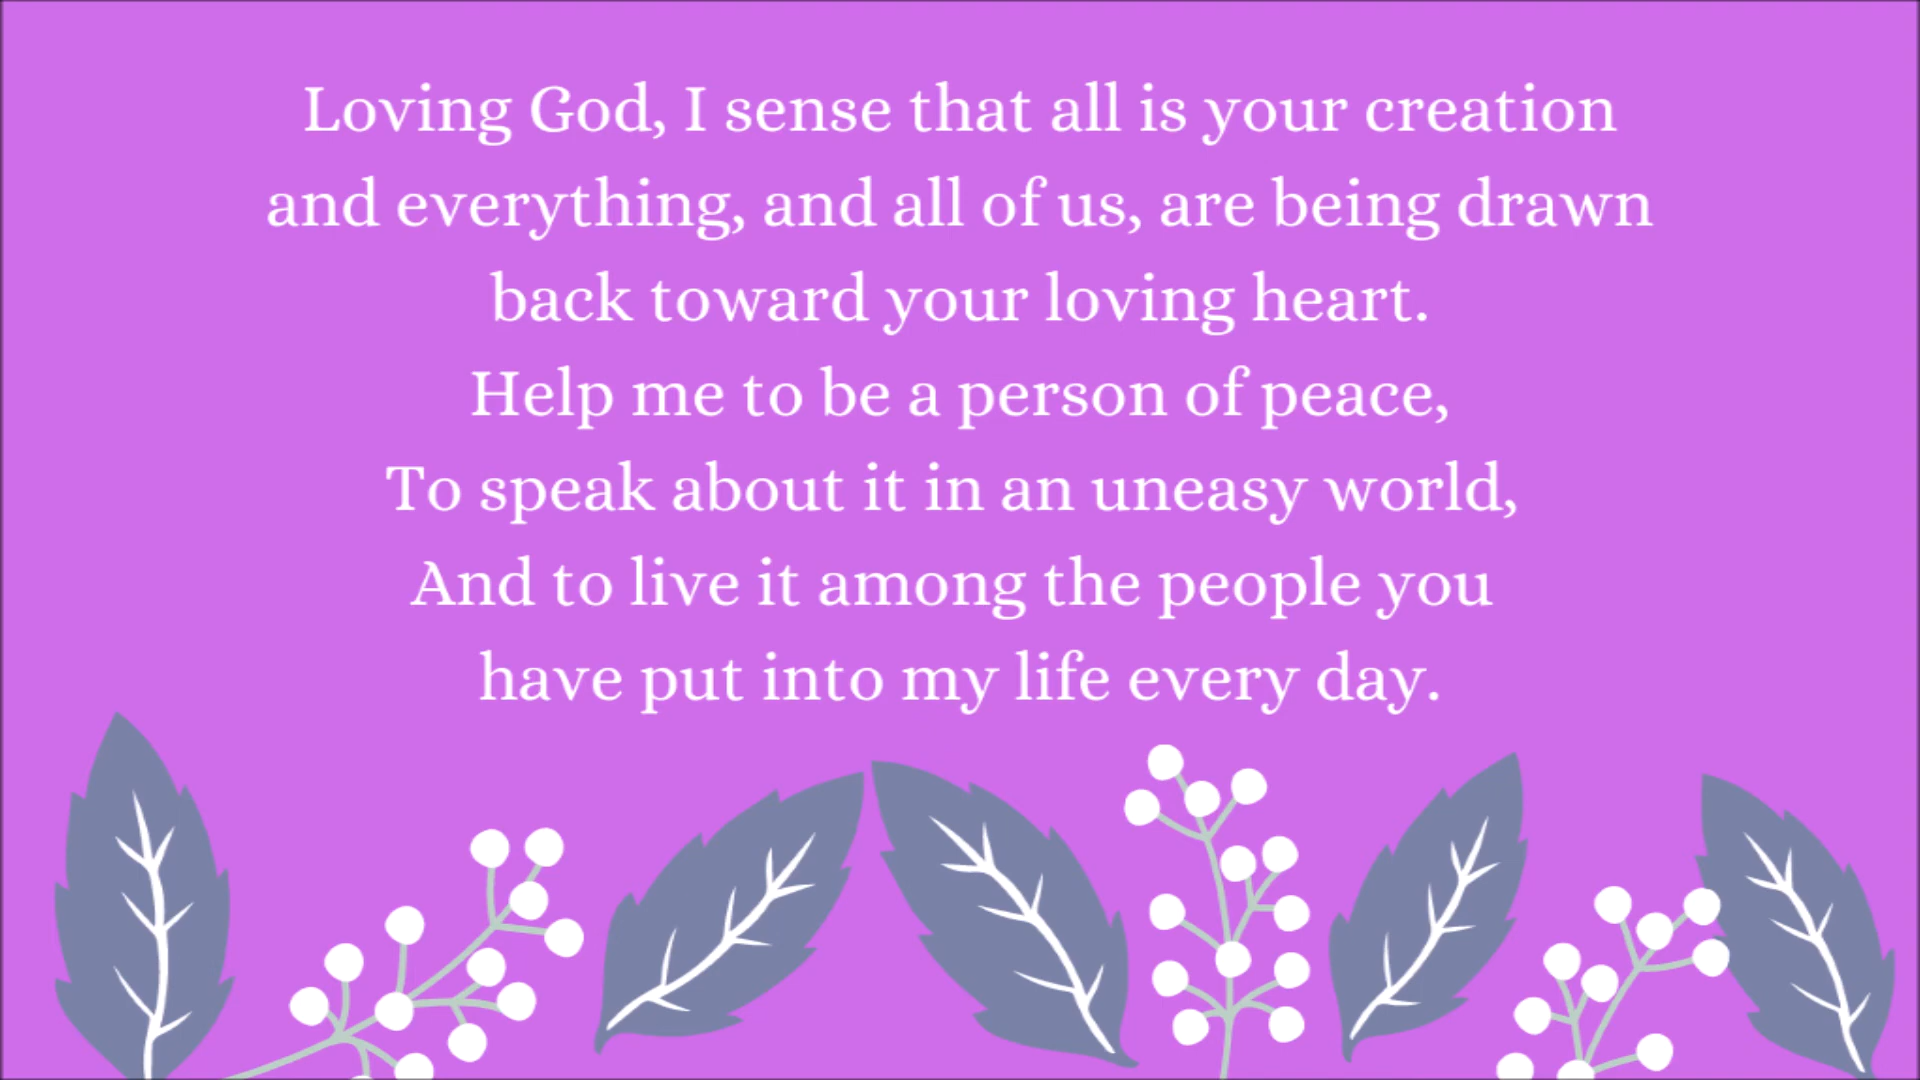 Loving God, I sense that all is your creation
and everything, and all of us, are being drawn
back toward your loving heart.
Help me to be a person of peace,
To speak about it in an uneasy world,
And to live it among the people you
have put into my life every day.